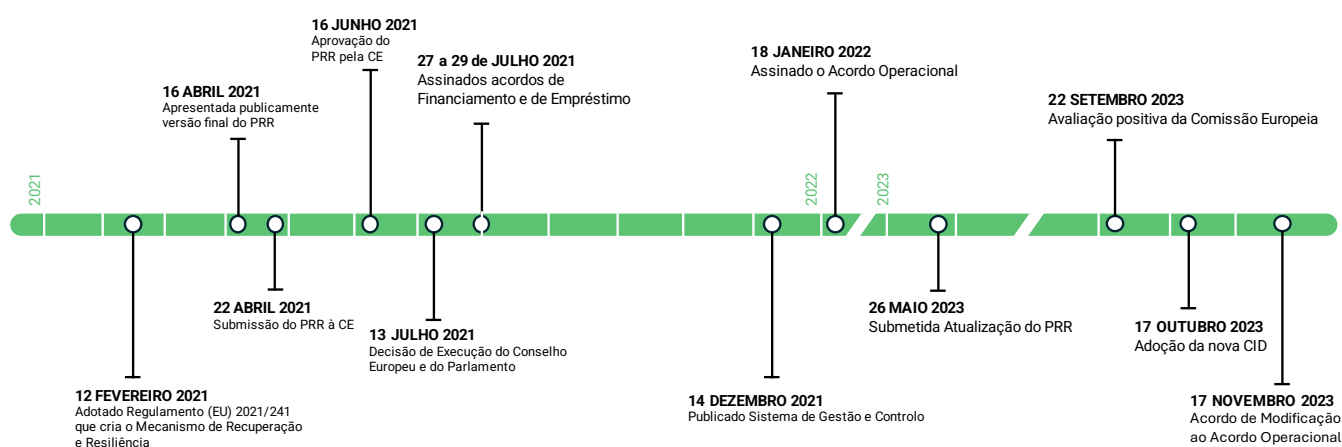 2021
12 FEVEREIRO 2021
Adotado Regulamento (EU) 2021/241
que cria o Mecanismo de Recuperação
e Resiliência
16 ABRIL 2021
Apresentada publicamente
versão final do PRR
22 ABRIL 2021
Submissão do PRR à CE
16 JUNHO 2021
Aprovação do
PRR pela CE
13 JULHO 2021
Decisão de Execução do Conselho
Europeu e do Parlamento
27 a 29 de JULHO 2021
Assinados acordos de
Financiamento e de Empréstimo
14 DEZEMBRO 2021
Publicado Sistema de Gestão e Controlo
2022
18 JANEIRO 2022
Assinado o Acordo Operacional
2023
26 MAIO 2023
Submetida Atualização do PRR
22 SETEMBRO 2023
Avaliação positiva da Comissão Europeia
17 OUTUBRO 2023
Adoção da nova CID
17 NOVEMBRO 2023
Acordo de Modificação
ao Acordo Operacional